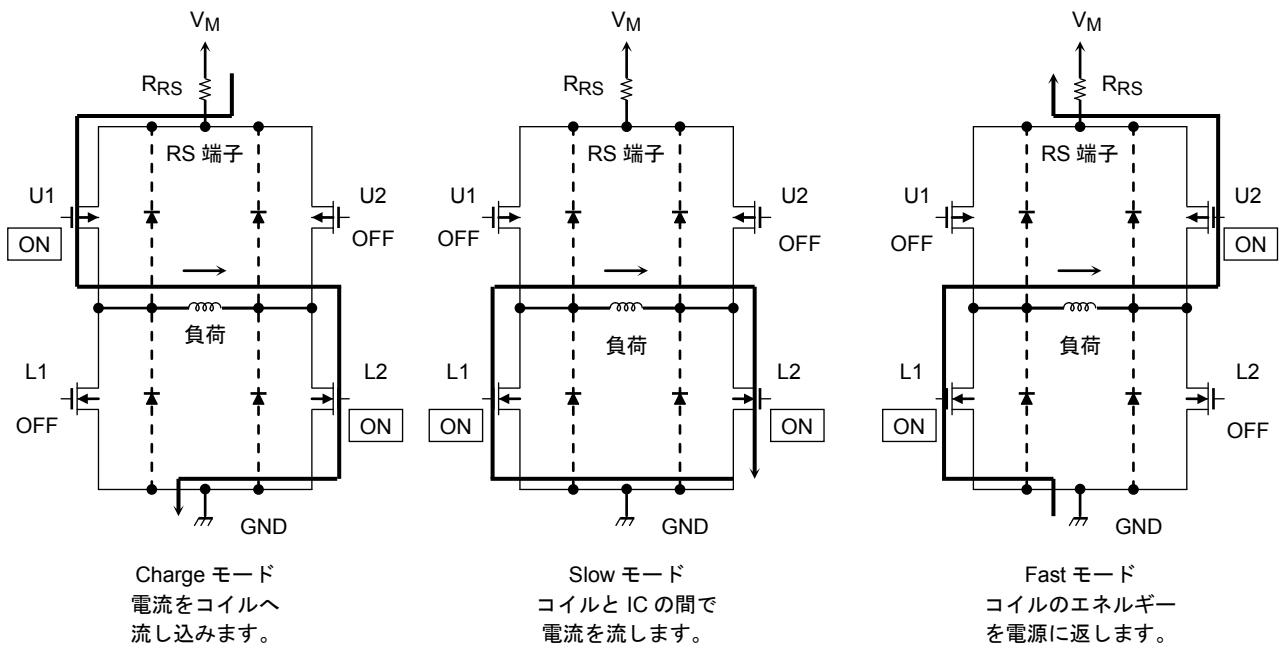 VM
RRS
RS 端子
U1
ON
U2
OFF
負荷
L1
OFF
L2
ON
GND
Charge モード
電流をコイルへ
流し込みます。
VM
RRS
RS 端子
U1
OFF
U2
OFF
負荷
L1
ON
L2
ON
GND
Slow モード
コイルと IC の間で
電流を流します。
VM
RRS
RS 端子
U1
OFF
U2
ON
負荷
L1
ON
L2
OFF
GND
Fast モード
コイルのエネルギー
を電源に返します。